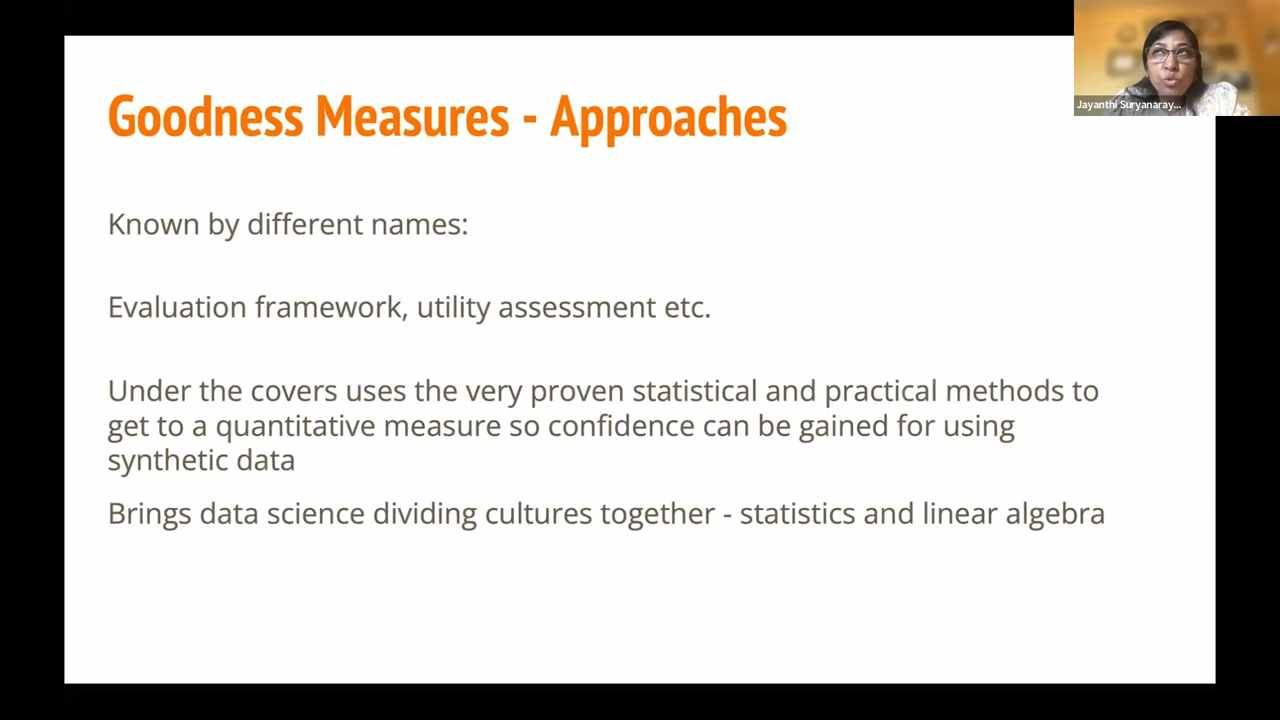 Goodness Measures - Approaches
Jayanthi Suryanaray...
Known by different names:
Evaluation framework, utility assessment etc.
Under the covers uses the very proven statistical and practical methods to
get to a quantitative measure so confidence can be gained for using
synthetic data
Brings data science dividing cultures together - statistics and linear algebra